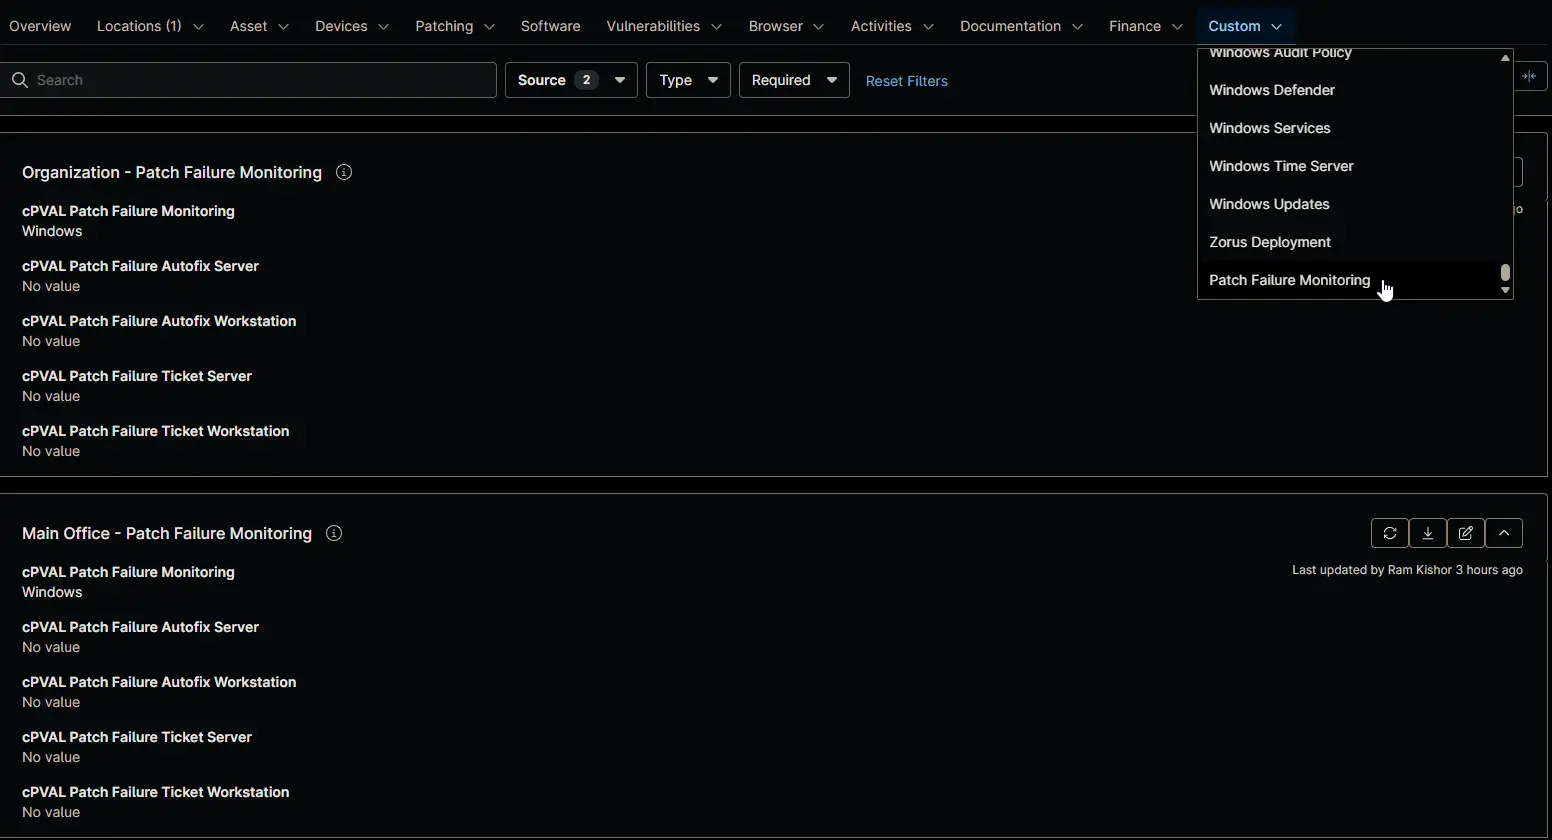 Overview Locations (1) Asset Devices Patching Software Vulnerabilities Browser Activities Documentation Finance Custom
Search Source 2 Type Required Reset Filters
Windows Audit Policy
Windows Defender
Windows Services
Windows Time Server
Windows Updates
Zorus Deployment
Patch Failure Monitoring
Organization - Patch Failure Monitoring
cPVAL Patch Failure Monitoring
Windows
cPVAL Patch Failure Autofix Server
No value
cPVAL Patch Failure Autofix Workstation
No value
cPVAL Patch Failure Ticket Server
No value
cPVAL Patch Failure Ticket Workstation
No value
Main Office - Patch Failure Monitoring
Last updated by Ram Kishor 3 hours ago
cPVAL Patch Failure Monitoring
Windows
cPVAL Patch Failure Autofix Server
No value
cPVAL Patch Failure Autofix Workstation
No value
cPVAL Patch Failure Ticket Server
No value
cPVAL Patch Failure Ticket Workstation
No value